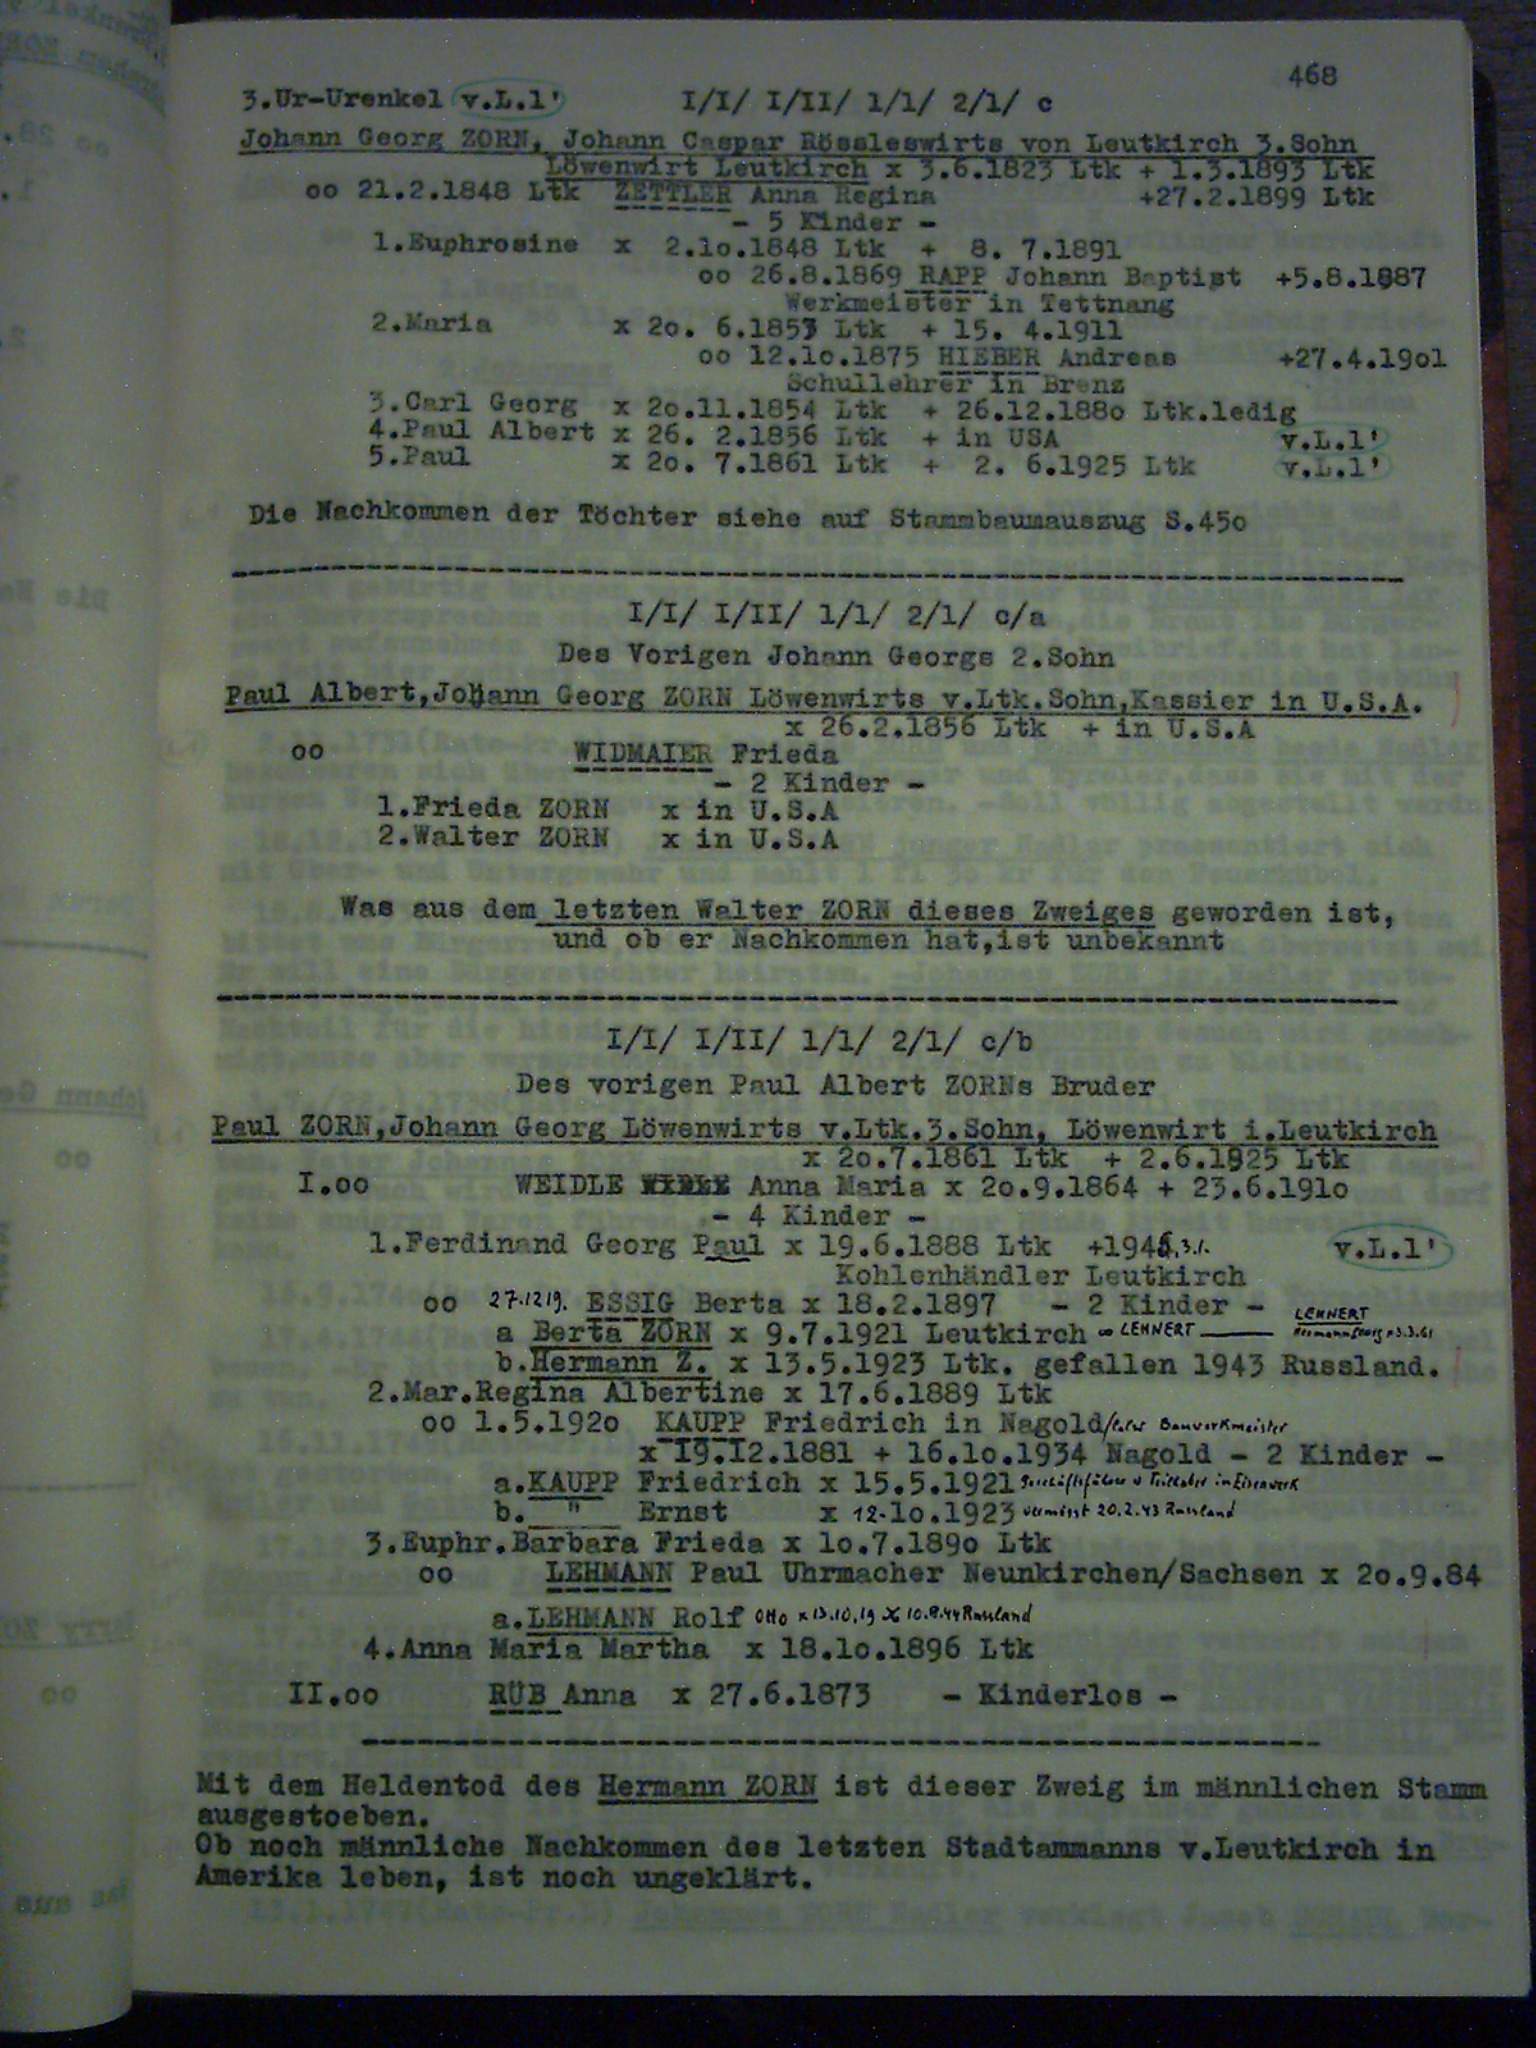 468
3.Ur-Urenkel v.L.1' I/I/ I/II/ 1/1/ 2/1/ c
Johann Georg ZORN, Johann Caspar Rössleswirts von Leutkirch 3.Sohn
Löwenwirt Leutkirch x 3.6.1823 Ltk + 1.3.1893 Ltk
oo 21.2.1848 Ltk ZETTLER Anna Regina +27.2.1899 Ltk
- 5 Kinder -
1.Euphrosine x 2.1o.1848 Ltk + 8. 7.1891
oo 26.8.1869 RAPP Johann Baptist +5.8.1887
Werkmeister in Tettnang
2.Maria x 2o. 6.1853 Ltk + 15. 4.1911
oo 12.1o.1875 HIEBER Andreas +27.4.19o1
Schullehrer in Brenz
3.Carl Georg x 2o.11.1854 Ltk + 26.12.188o Ltk.ledig
4.Paul Albert x 26. 2.1856 Ltk + in USA v.L.1'
5.Paul x 2o. 7.1861 Ltk + 2. 6.1925 Ltk v.L.1'
Die Nachkommen der Töchter siehe auf Stammbaumauszug S.45o
I/I/ I/II/ 1/1/ 2/1/ c/a
Des Vorigen Johann Georgs 2.Sohn
Paul Albert,Johann Georg ZORN Löwenwirts v.Ltk.Sohn,Kassier in U.S.A.
x 26.2.1856 Ltk + in U.S.A
oo WIDMAIER Frieda
- 2 Kinder -
1.Frieda ZORN x in U.S.A
2.Walter ZORN x in U.S.A
Was aus dem letzten Walter ZORN dieses Zweiges geworden ist,
und ob er Nachkommen hat,ist unbekannt
I/I/ I/II/ 1/1/ 2/1/ c/b
Des vorigen Paul Albert ZORNs Bruder
Paul ZORN,Johann Georg Löwenwirts v.Ltk.3.Sohn, Löwenwirt i.Leutkirch
x 2o.7.1861 Ltk + 2.6.1925 Ltk
I.oo WEIDLE Anna Maria x 2o.9.1864 + 23.6.191o
- 4 Kinder -
1.Ferdinand Georg Paul x 19.6.1888 Ltk +1945.3.1. v.L.1'
Kohlenhändler Leutkirch
oo 27.12.19. ESSIG Berta x 18.2.1897 - 2 Kinder - LEHNERT
a Berta ZORN x 9.7.1921 Leutkirch ∞ LEHNERT Hermann Georg x 3.3.61
b.Hermann Z. x 13.5.1923 Ltk. gefallen 1943 Russland.
2.Mar.Regina Albertine x 17.6.1889 Ltk
oo 1.5.192o KAUPP Friedrich in Nagold/ Bauwerkmeister
x 19.12.1881 + 16.1o.1934 Nagold - 2 Kinder -
a.KAUPP Friedrich x 15.5.1921 Geschäftsführer u Teilhaber in Eisenwerk
b. " Ernst x 12.1o.1923 vermisst 20.2.43 Russland
3.Euphr.Barbara Frieda x 1o.7.189o Ltk
oo LEHMANN Paul Uhrmacher Neunkirchen/Sachsen x 2o.9.84
a.LEHMANN Rolf Otto x 13.10.19 X 10.8.44 Russland
4.Anna Maria Martha x 18.1o.1896 Ltk
II.oo RÜB Anna x 27.6.1873 - Kinderlos -
Mit dem Heldentod des Hermann ZORN ist dieser Zweig im männlichen Stamm
ausgestoeben.
Ob noch männliche Nachkommen des letzten Stadtammanns v.Leutkirch in
Amerika leben, ist noch ungeklärt.